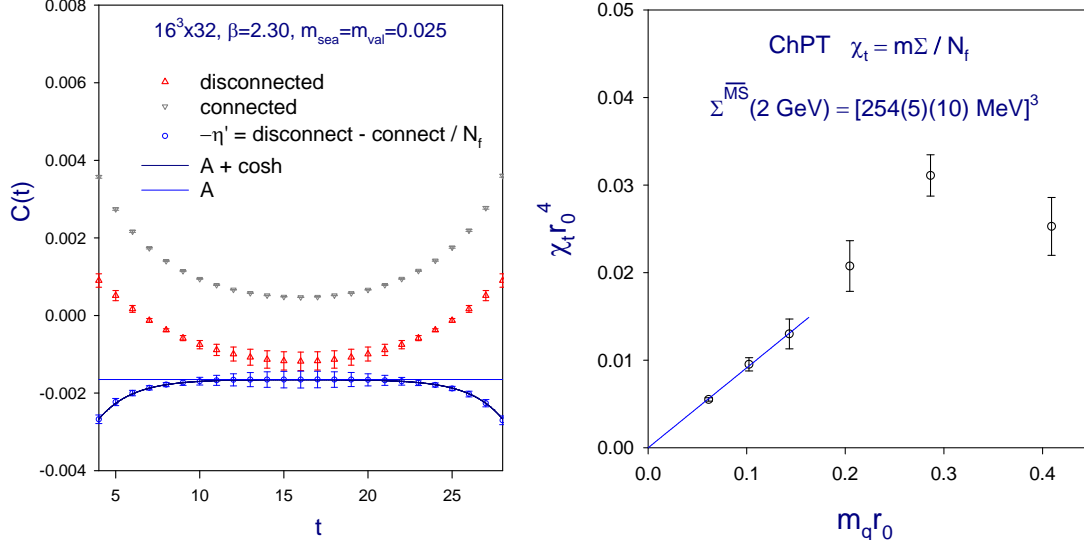 16³x32, β=2.30, m_sea=m_val=0.025
disconnected
connected
−η' = disconnect - connect / N_f
A + cosh
A
C(t)
0.008
0.006
0.004
0.002
0.000
-0.002
-0.004
5 10 15 20 25
t
ChPT χ_t = mΣ / N_f
Σ^{\overline{MS}}(2 GeV) = [254(5)(10) MeV]³
χ_t r_0^4
0.05
0.04
0.03
0.02
0.01
0.00
0.0 0.1 0.2 0.3 0.4
m_q r_0